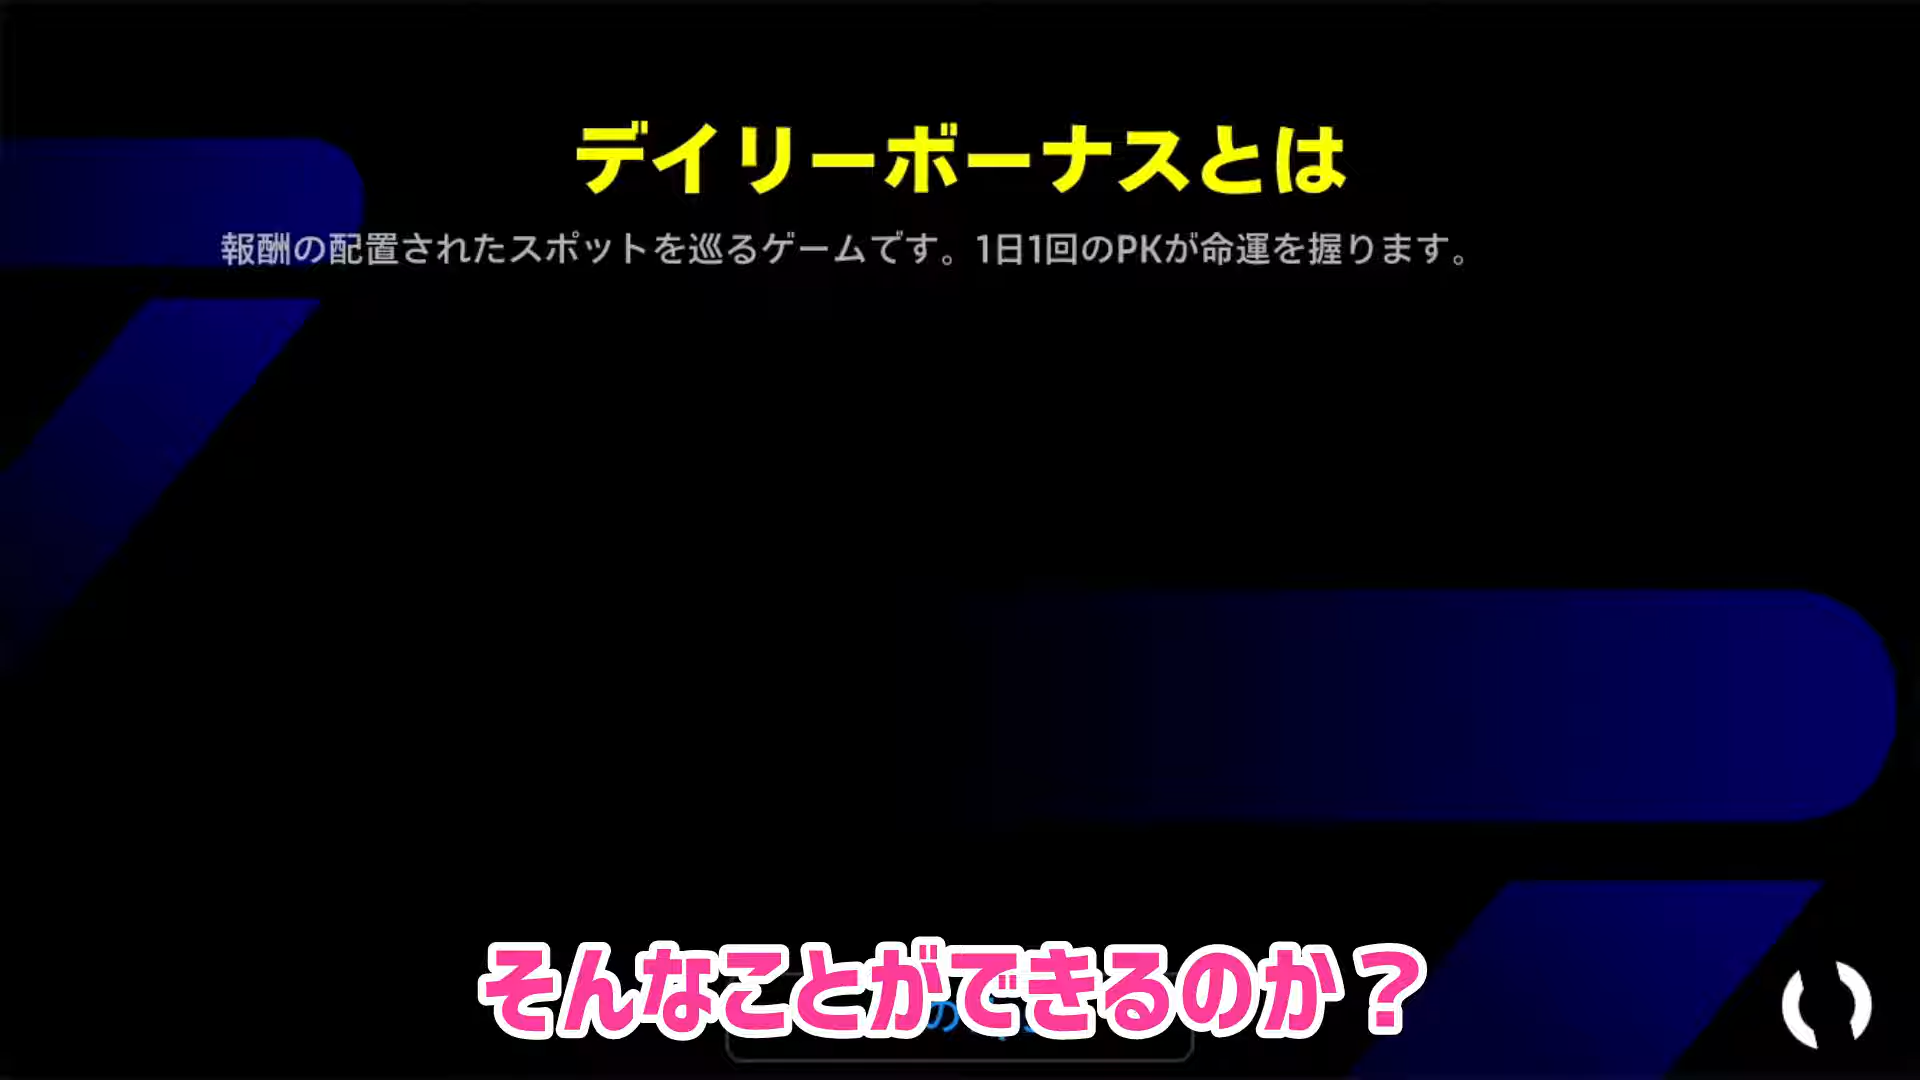 デイリーボーナスとは
報酬の配置されたスポットを巡るゲームです。1日1回のPKが命運を握ります。
そんなことができるのか？